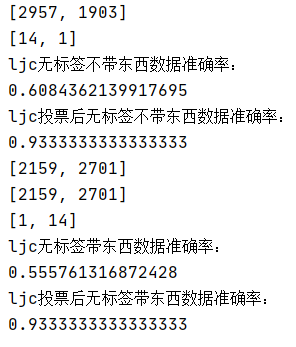 [2957, 1903]
[14, 1]
ljc无标签不带东西数据准确率:
0.6084362139917695
ljc投票后无标签不带东西数据准确率:
0.9333333333333333
[2159, 2701]
[2159, 2701]
[1, 14]
ljc无标签带东西数据准确率:
0.555761316872428
ljc投票后无标签带东西数据准确率:
0.9333333333333333